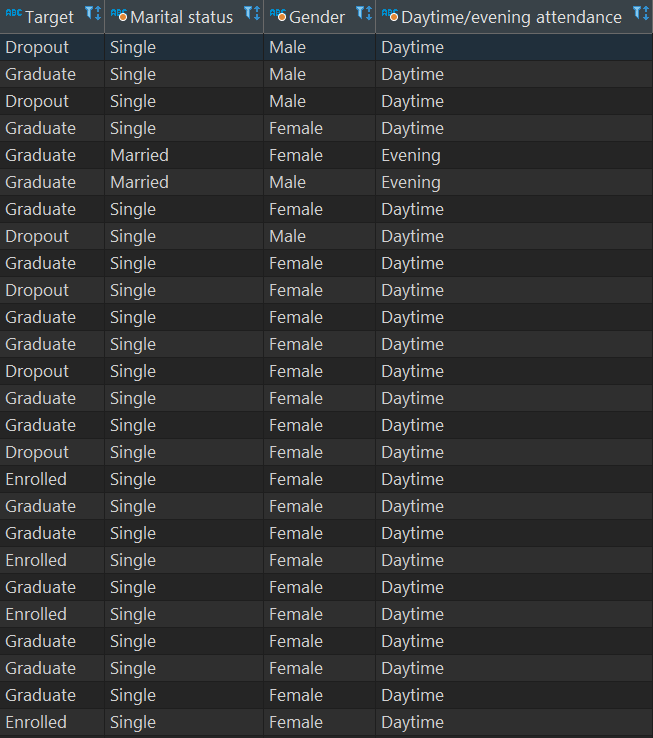 ABC Target ABC Marital status ABC Gender ABC Daytime/evening attendance
Dropout Single Male Daytime
Graduate Single Male Daytime
Dropout Single Male Daytime
Graduate Single Female Daytime
Graduate Married Female Evening
Graduate Married Male Evening
Graduate Single Female Daytime
Dropout Single Male Daytime
Graduate Single Female Daytime
Dropout Single Female Daytime
Graduate Single Female Daytime
Graduate Single Female Daytime
Dropout Single Female Daytime
Graduate Single Female Daytime
Graduate Single Female Daytime
Dropout Single Female Daytime
Enrolled Single Female Daytime
Graduate Single Female Daytime
Graduate Single Female Daytime
Enrolled Single Female Daytime
Graduate Single Female Daytime
Enrolled Single Female Daytime
Graduate Single Female Daytime
Graduate Single Female Daytime
Graduate Single Female Daytime
Enrolled Single Female Daytime